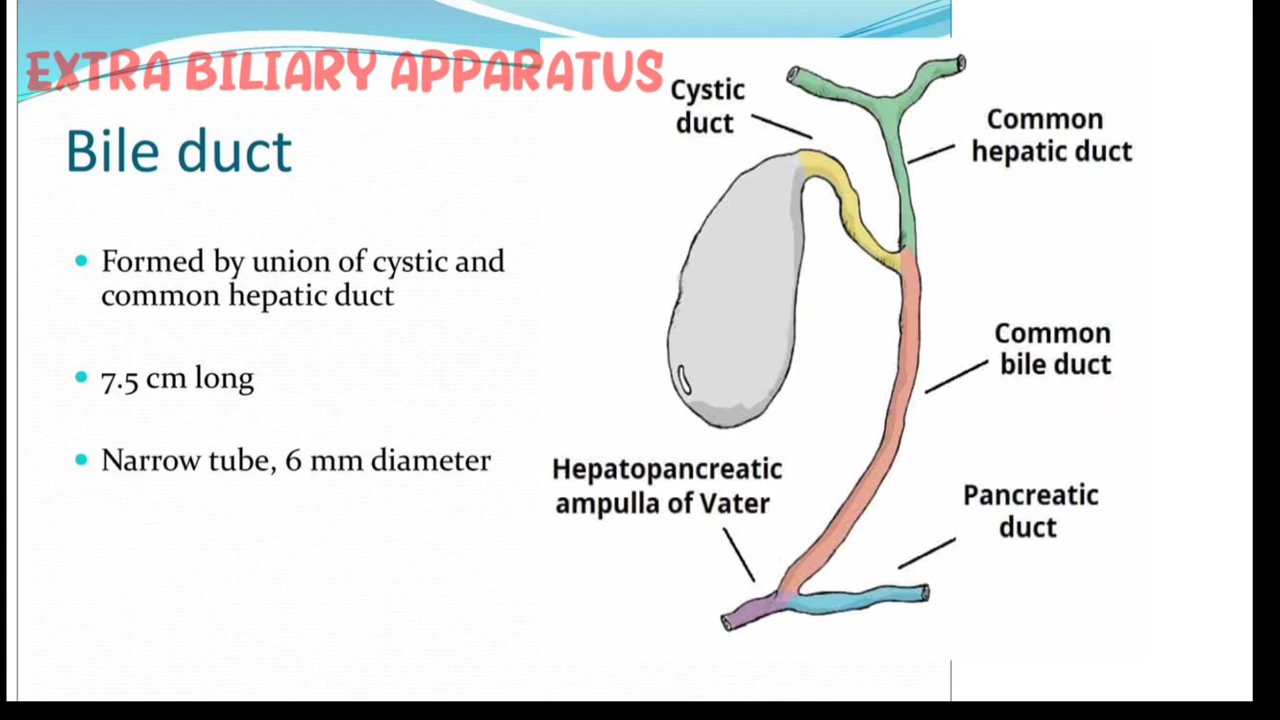 EXTRA BILIARY APPARATUS
Bile duct
• Formed by union of cystic and
common hepatic duct
• 7.5 cm long
• Narrow tube, 6 mm diameter
Cystic
duct
Common
hepatic duct
Common
bile duct
Hepatopancreatic
ampulla of Vater
Pancreatic
duct